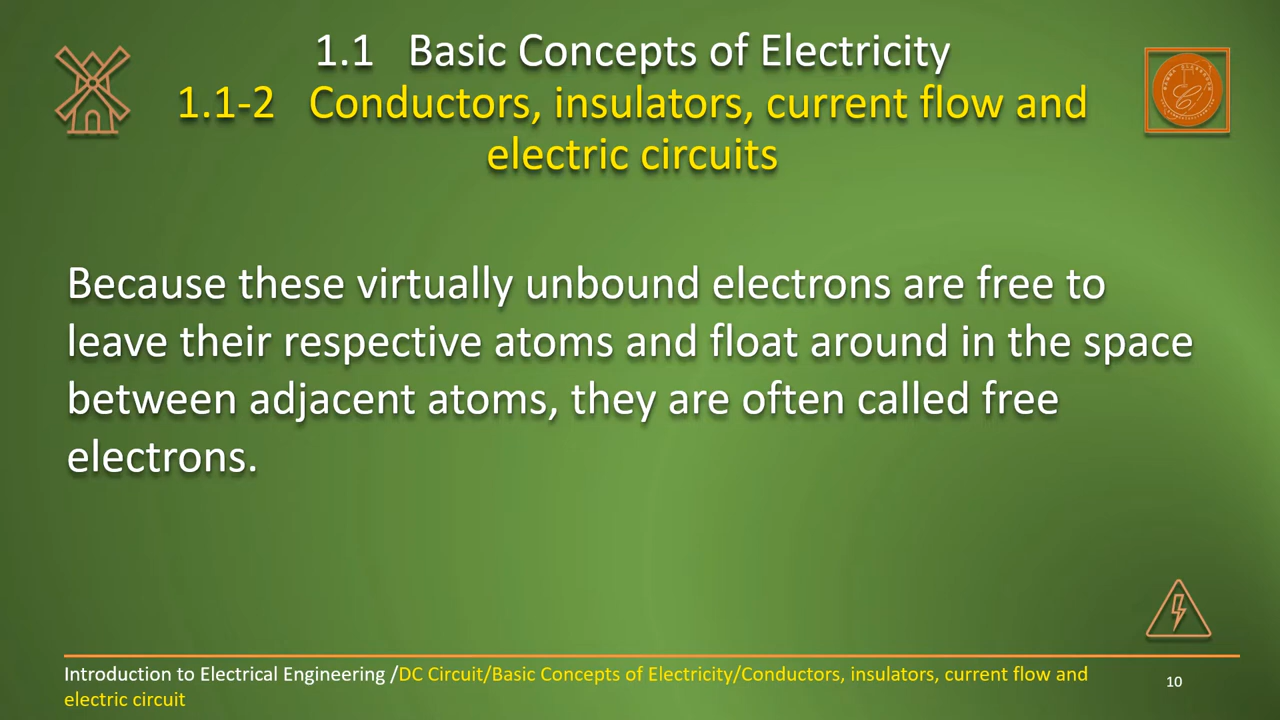 1.1 Basic Concepts of Electricity
1.1-2 Conductors, insulators, current flow and
electric circuits
Because these virtually unbound electrons are free to
leave their respective atoms and float around in the space
between adjacent atoms, they are often called free
electrons.
Introduction to Electrical Engineering /DC Circuit/Basic Concepts of Electricity/Conductors, insulators, current flow and
electric circuit
10